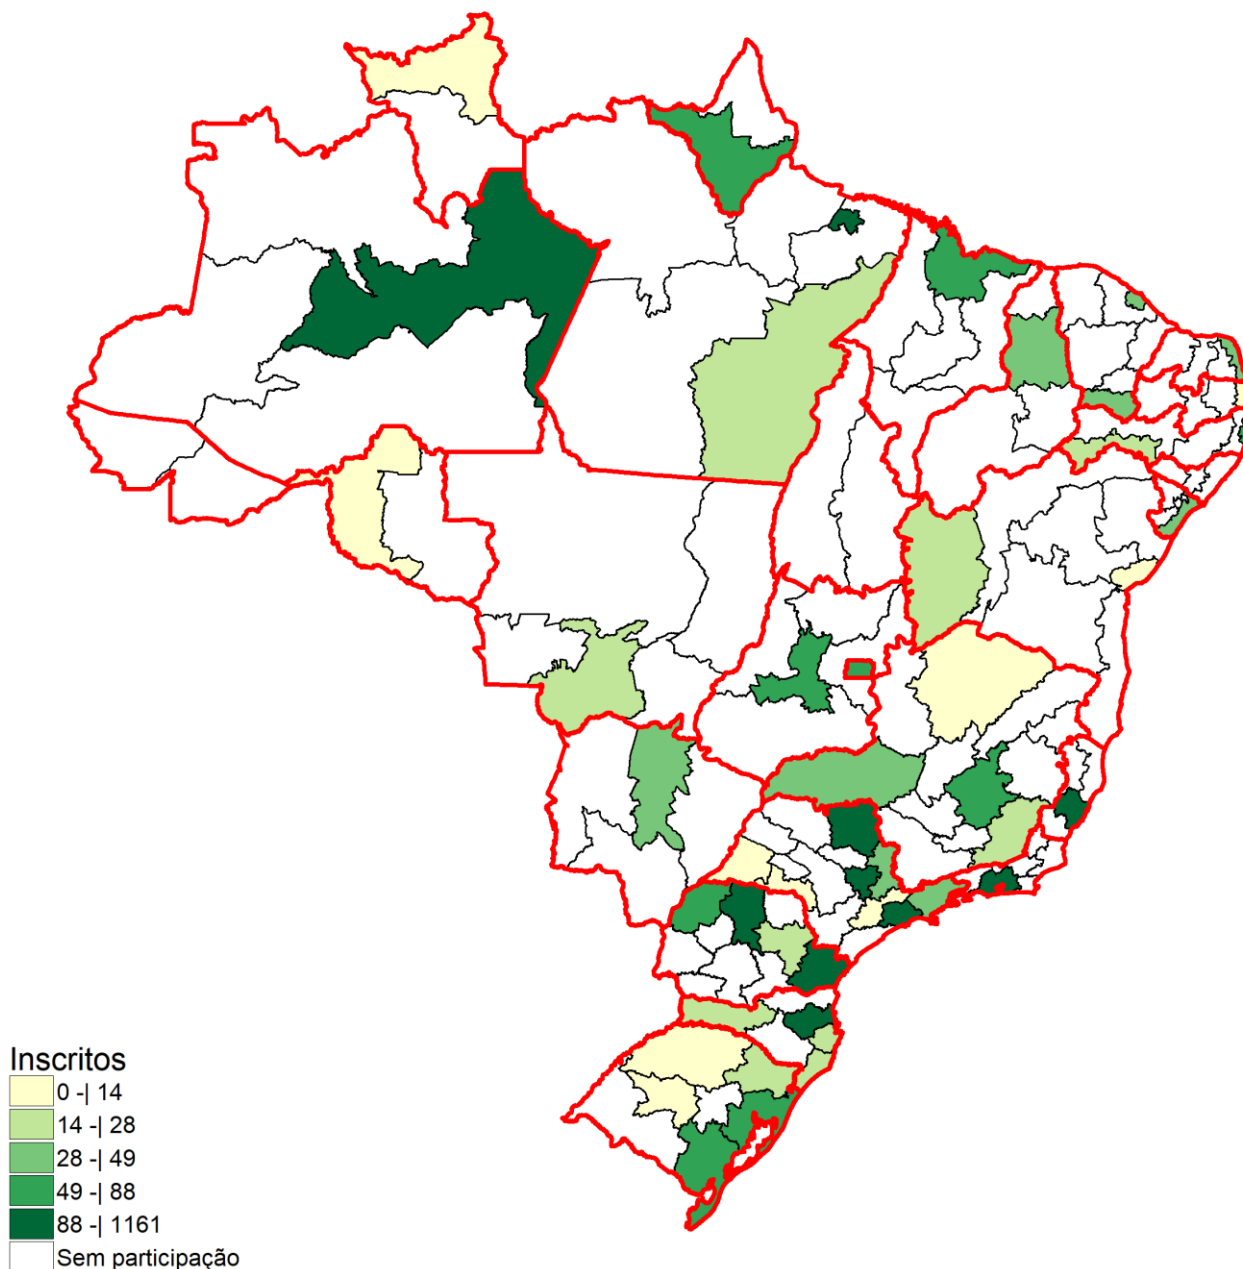 Inscritos
0 -| 14
14 -| 28
28 -| 49
49 -| 88
88 -| 1161
Sem participação